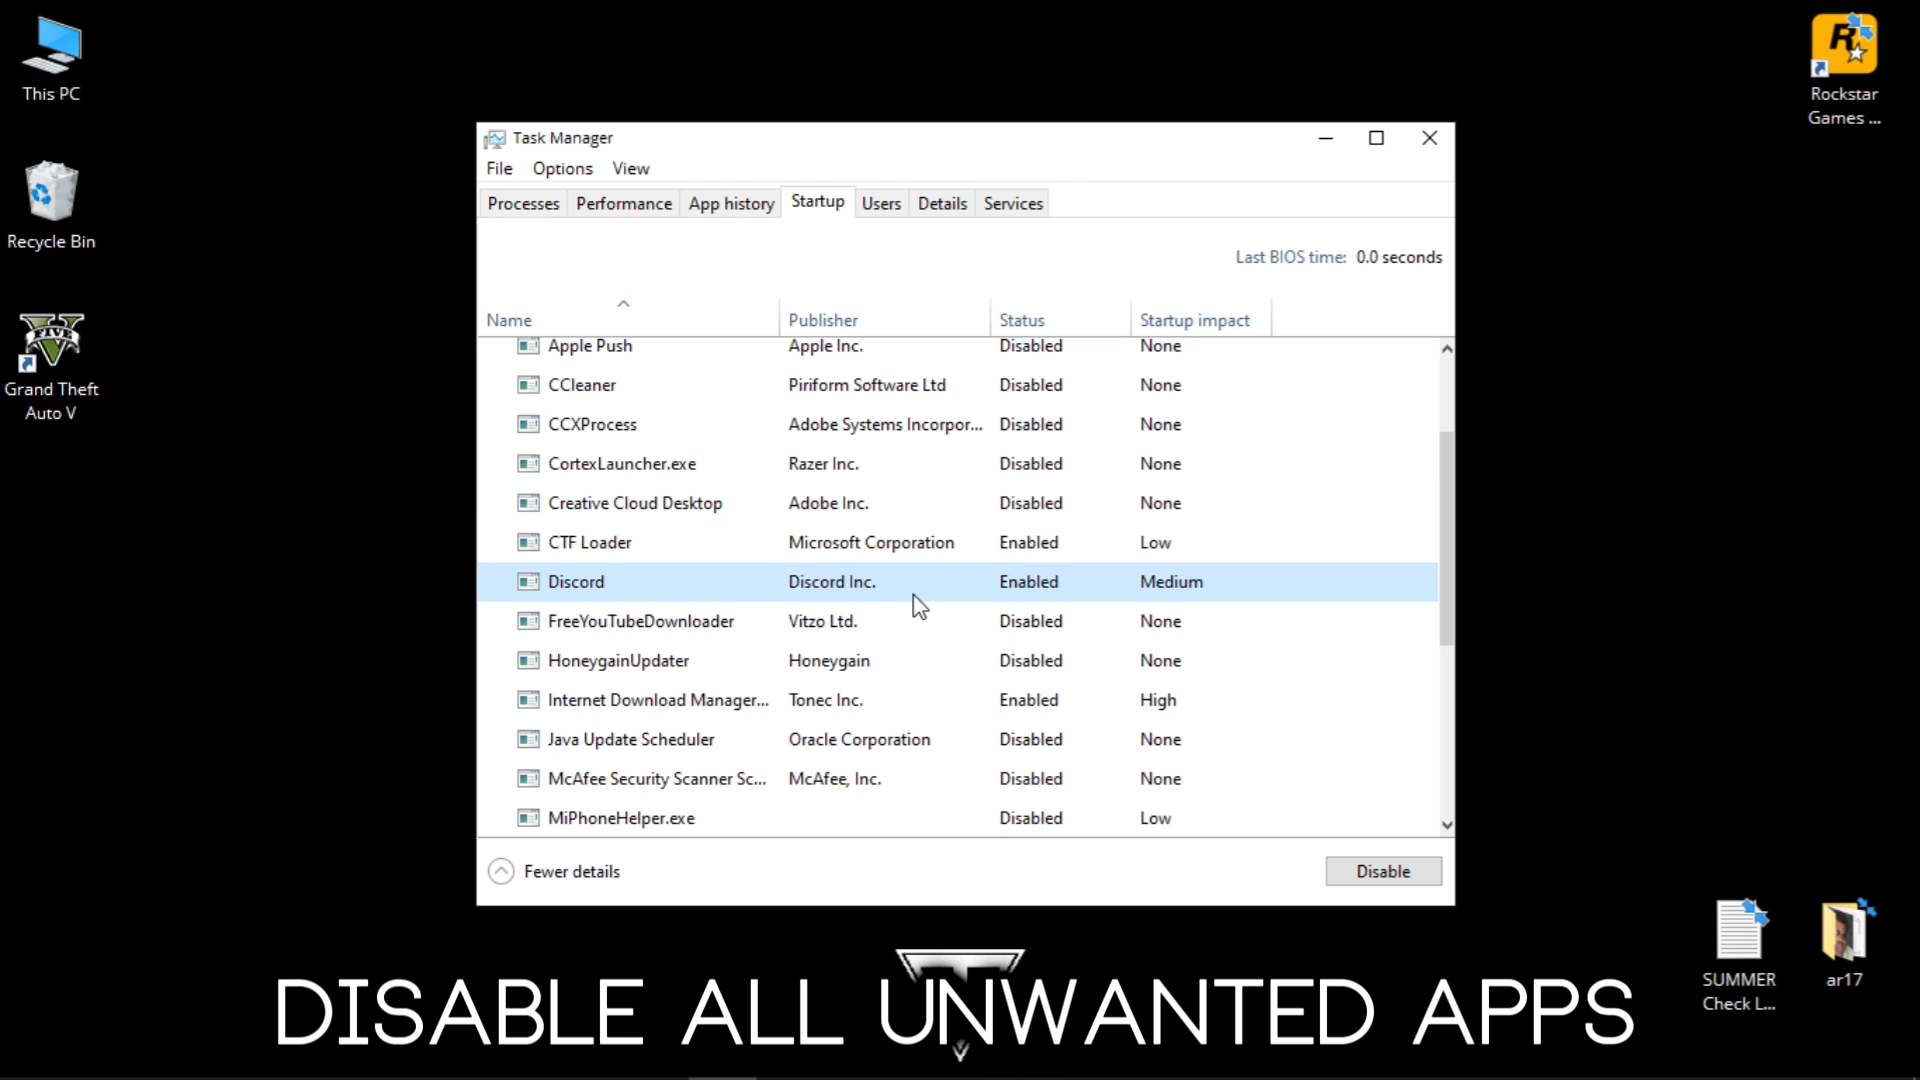 This PC
Recycle Bin
FIVE
Grand Theft
Auto V
R
Rockstar
Games ...
Task Manager
File Options View
Processes Performance App history Startup Users Details Services
Last BIOS time: 0.0 seconds
Name Publisher Status Startup impact
Apple Push Apple Inc. Disabled None
CCleaner Piriform Software Ltd Disabled None
CCXProcess Adobe Systems Incorpor... Disabled None
CortexLauncher.exe Razer Inc. Disabled None
Creative Cloud Desktop Adobe Inc. Disabled None
CTF Loader Microsoft Corporation Enabled Low
Discord Discord Inc. Enabled Medium
FreeYouTubeDownloader Vitzo Ltd. Disabled None
HoneygainUpdater Honeygain Disabled None
Internet Download Manager... Tonec Inc. Enabled High
Java Update Scheduler Oracle Corporation Disabled None
McAfee Security Scanner Sc... McAfee, Inc. Disabled None
MiPhoneHelper.exe Disabled Low
Fewer details Disable
SUMMER
Check L...
ar17
DISABLE ALL UNWANTED APPS